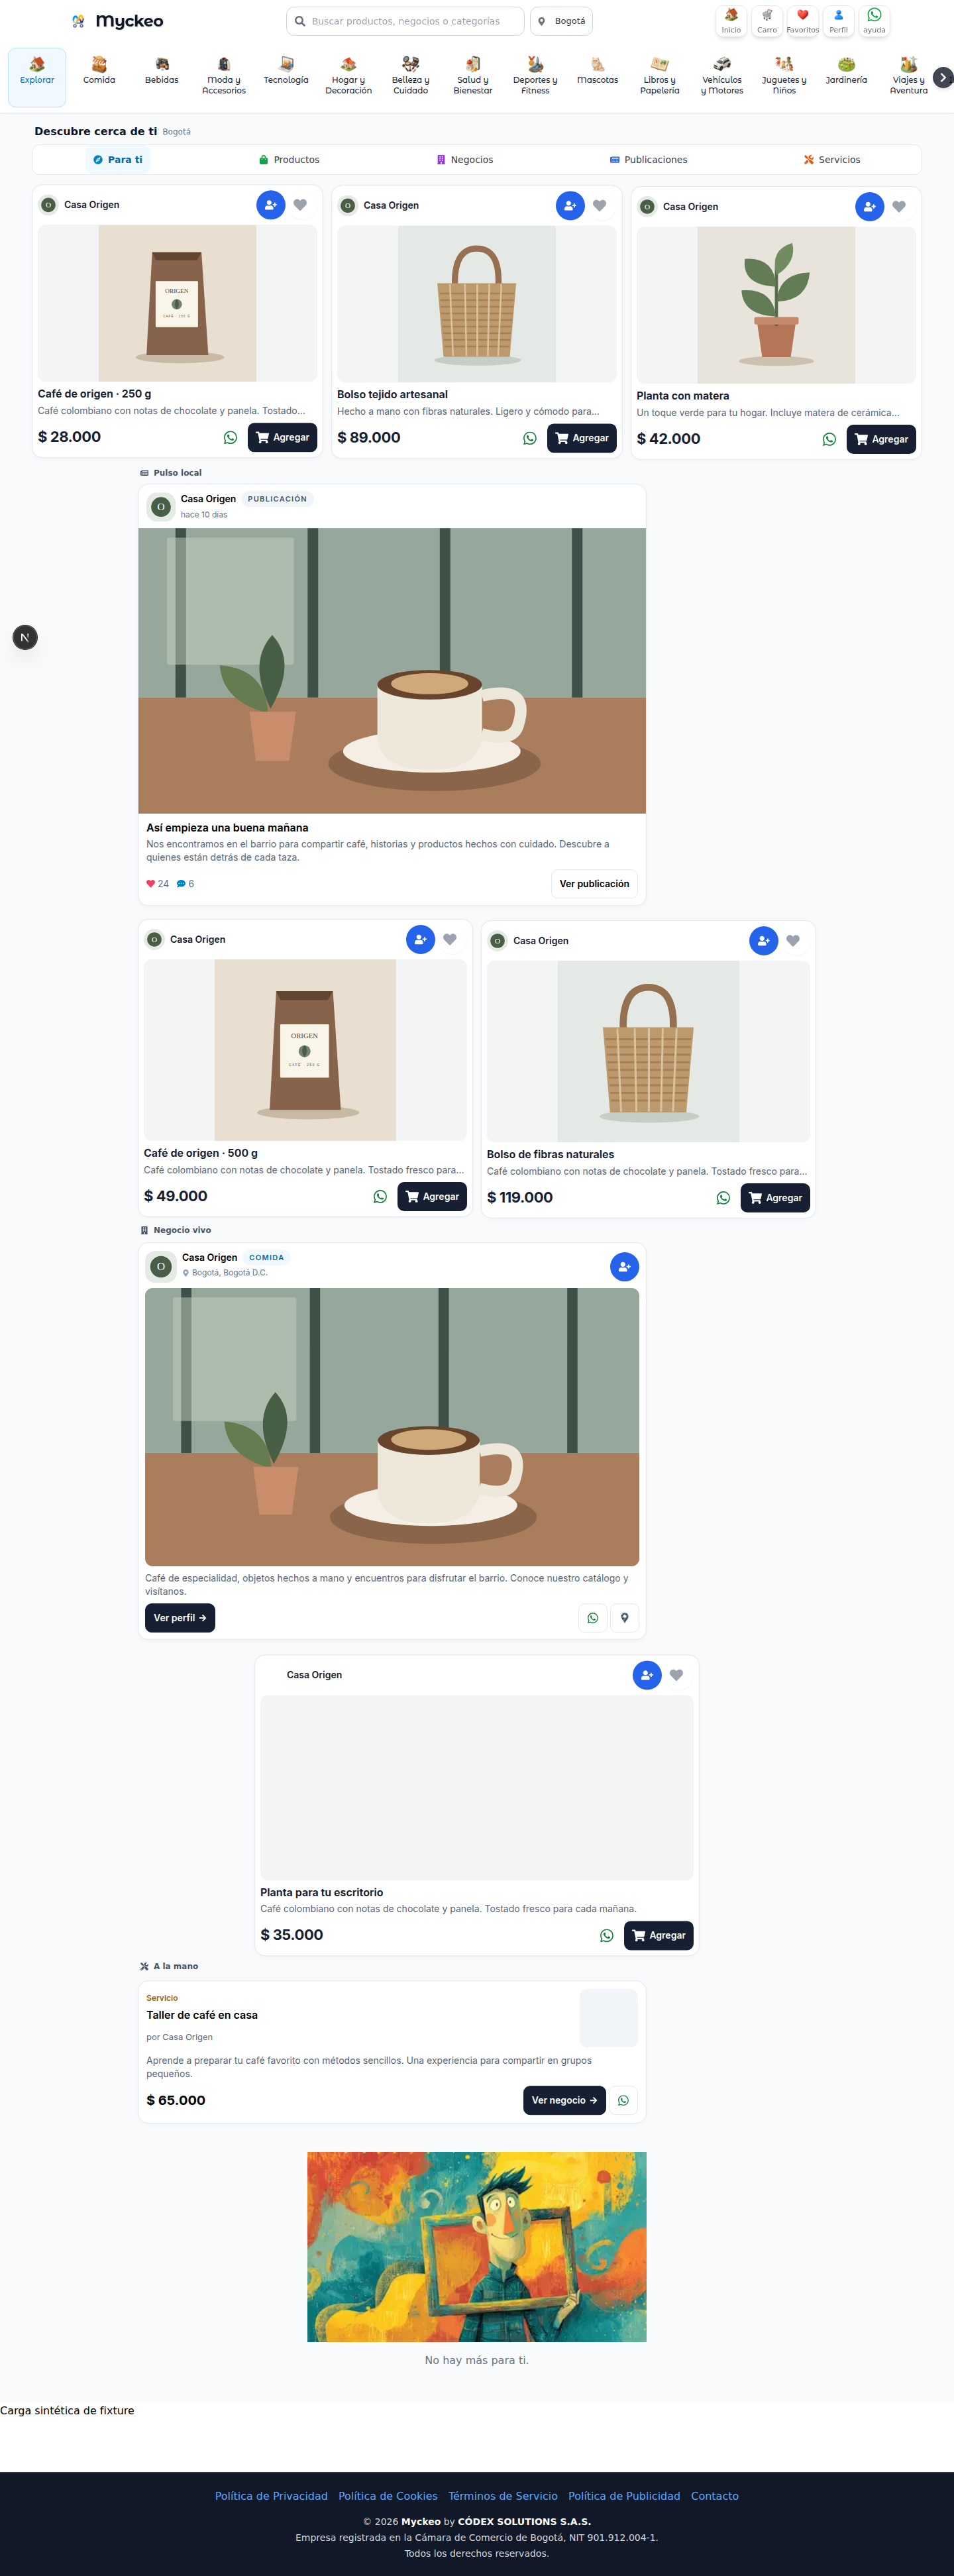 Myckeo
Buscar productos, negocios o categorías
Bogotá
Inicio
Carro
Favoritos
Perfil
ayuda
Explorar
Comida
Bebidas
Moda y
Accesorios
Tecnología
Hogar y
Decoración
Belleza y
Cuidado
Salud y
Bienestar
Deportes y
Fitness
Mascotas
Libros y
Papelería
Vehículos
y Motores
Juguetes y
Niños
Jardinería
Viajes y
Aventura
Descubre cerca de ti Bogotá
Para ti
Productos
Negocios
Publicaciones
Servicios
O Casa Origen
ORIGEN
CAFÉ · 250 G
Café de origen · 250 g
Café colombiano con notas de chocolate y panela. Tostado...
$ 28.000
Agregar
O Casa Origen
Bolso tejido artesanal
Hecho a mano con fibras naturales. Ligero y cómodo para...
$ 89.000
Agregar
O Casa Origen
Planta con matera
Un toque verde para tu hogar. Incluye matera de cerámica...
$ 42.000
Agregar
Pulso local
O Casa Origen PUBLICACIÓN
hace 10 días
N
Así empieza una buena mañana
Nos encontramos en el barrio para compartir café, historias y productos hechos con cuidado. Descubre a
quienes están detrás de cada taza.
24 6
Ver publicación
O Casa Origen
ORIGEN
CAFÉ · 250 G
Café de origen · 500 g
Café colombiano con notas de chocolate y panela. Tostado fresco para...
$ 49.000
Agregar
O Casa Origen
Bolso de fibras naturales
Café colombiano con notas de chocolate y panela. Tostado fresco para...
$ 119.000
Agregar
Negocio vivo
O Casa Origen COMIDA
Bogotá, Bogotá D.C.
Café de especialidad, objetos hechos a mano y encuentros para disfrutar el barrio. Conoce nuestro catálogo y
visítanos.
Ver perfil →
Casa Origen
Planta para tu escritorio
Café colombiano con notas de chocolate y panela. Tostado fresco para cada mañana.
$ 35.000
Agregar
A la mano
Servicio
Taller de café en casa
por Casa Origen
Aprende a preparar tu café favorito con métodos sencillos. Una experiencia para compartir en grupos
pequeños.
$ 65.000
Ver negocio →
No hay más para ti.
Carga sintética de fixture
Política de Privacidad Política de Cookies Términos de Servicio Política de Publicidad Contacto
© 2026 Myckeo by CÓDEX SOLUTIONS S.A.S.
Empresa registrada en la Cámara de Comercio de Bogotá, NIT 901.912.004-1.
Todos los derechos reservados.